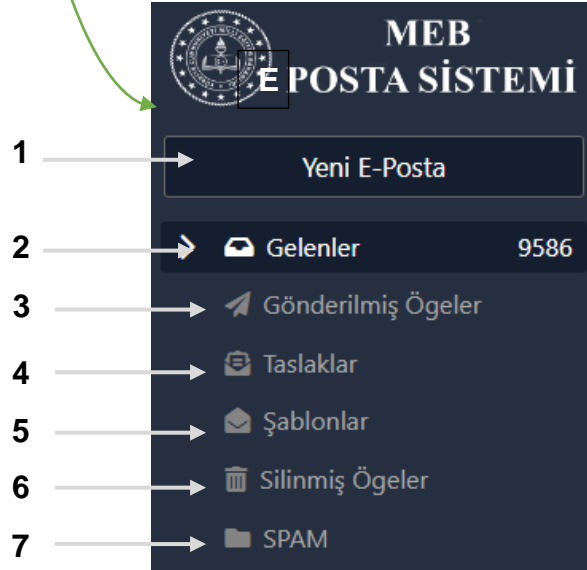 MEB
E POSTA SİSTEMİ
1 Yeni E-Posta
2 Gelenler 9586
3 Gönderilmiş Ögeler
4 Taslaklar
5 Şablonlar
6 Silinmiş Ögeler
7 SPAM